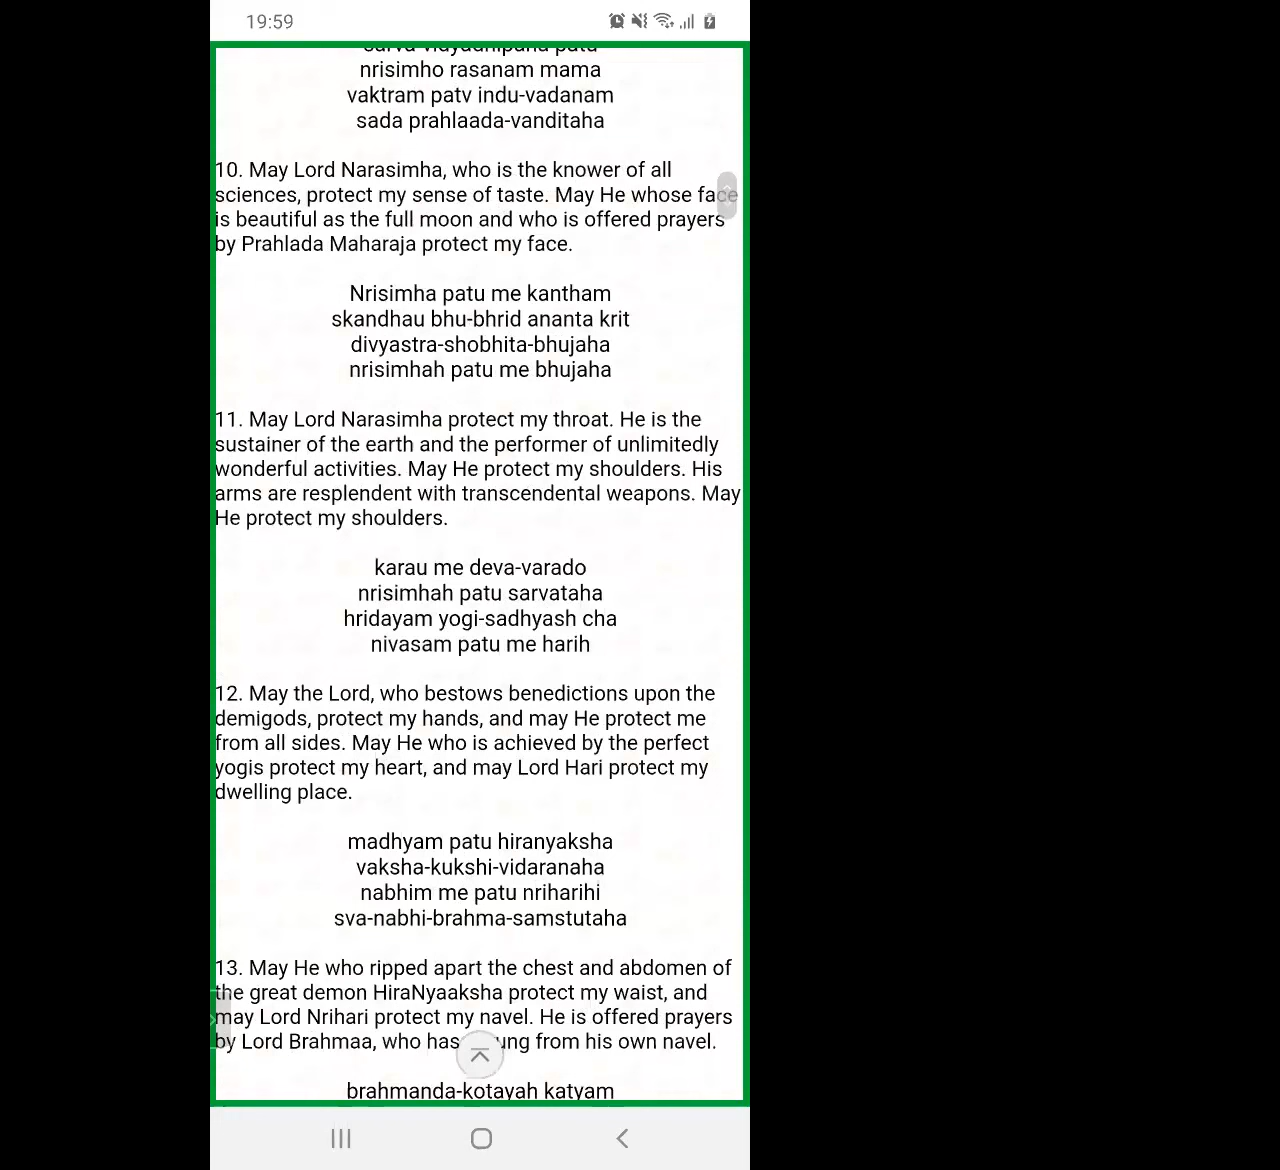 19:59
nrisimho rasanam mama
vaktram patv indu-vadanam
sada prahlaada-vanditaha
10. May Lord Narasimha, who is the knower of all
sciences, protect my sense of taste. May He whose face
is beautiful as the full moon and who is offered prayers
by Prahlada Maharaja protect my face.
Nrisimha patu me kantham
skandhau bhu-bhrid ananta krit
divyastra-shobhita-bhujaha
nrisimhah patu me bhujaha
11. May Lord Narasimha protect my throat. He is the
sustainer of the earth and the performer of unlimitedly
wonderful activities. May He protect my shoulders. His
arms are resplendent with transcendental weapons. May
He protect my shoulders.
karau me deva-varado
nrisimhah patu sarvataha
hridayam yogi-sadhyash cha
nivasam patu me harih
12. May the Lord, who bestows benedictions upon the
demigods, protect my hands, and may He protect me
from all sides. May He who is achieved by the perfect
yogis protect my heart, and may Lord Hari protect my
dwelling place.
madhyam patu hiranyaksha
vaksha-kukshi-vidaranaha
nabhim me patu nriharihi
sva-nabhi-brahma-samstutaha
13. May He who ripped apart the chest and abdomen of
the great demon HiraNyaaksha protect my waist, and
may Lord Nrihari protect my navel. He is offered prayers
by Lord Brahmaa, who has from his own navel.
brahmanda-kotayah katyam